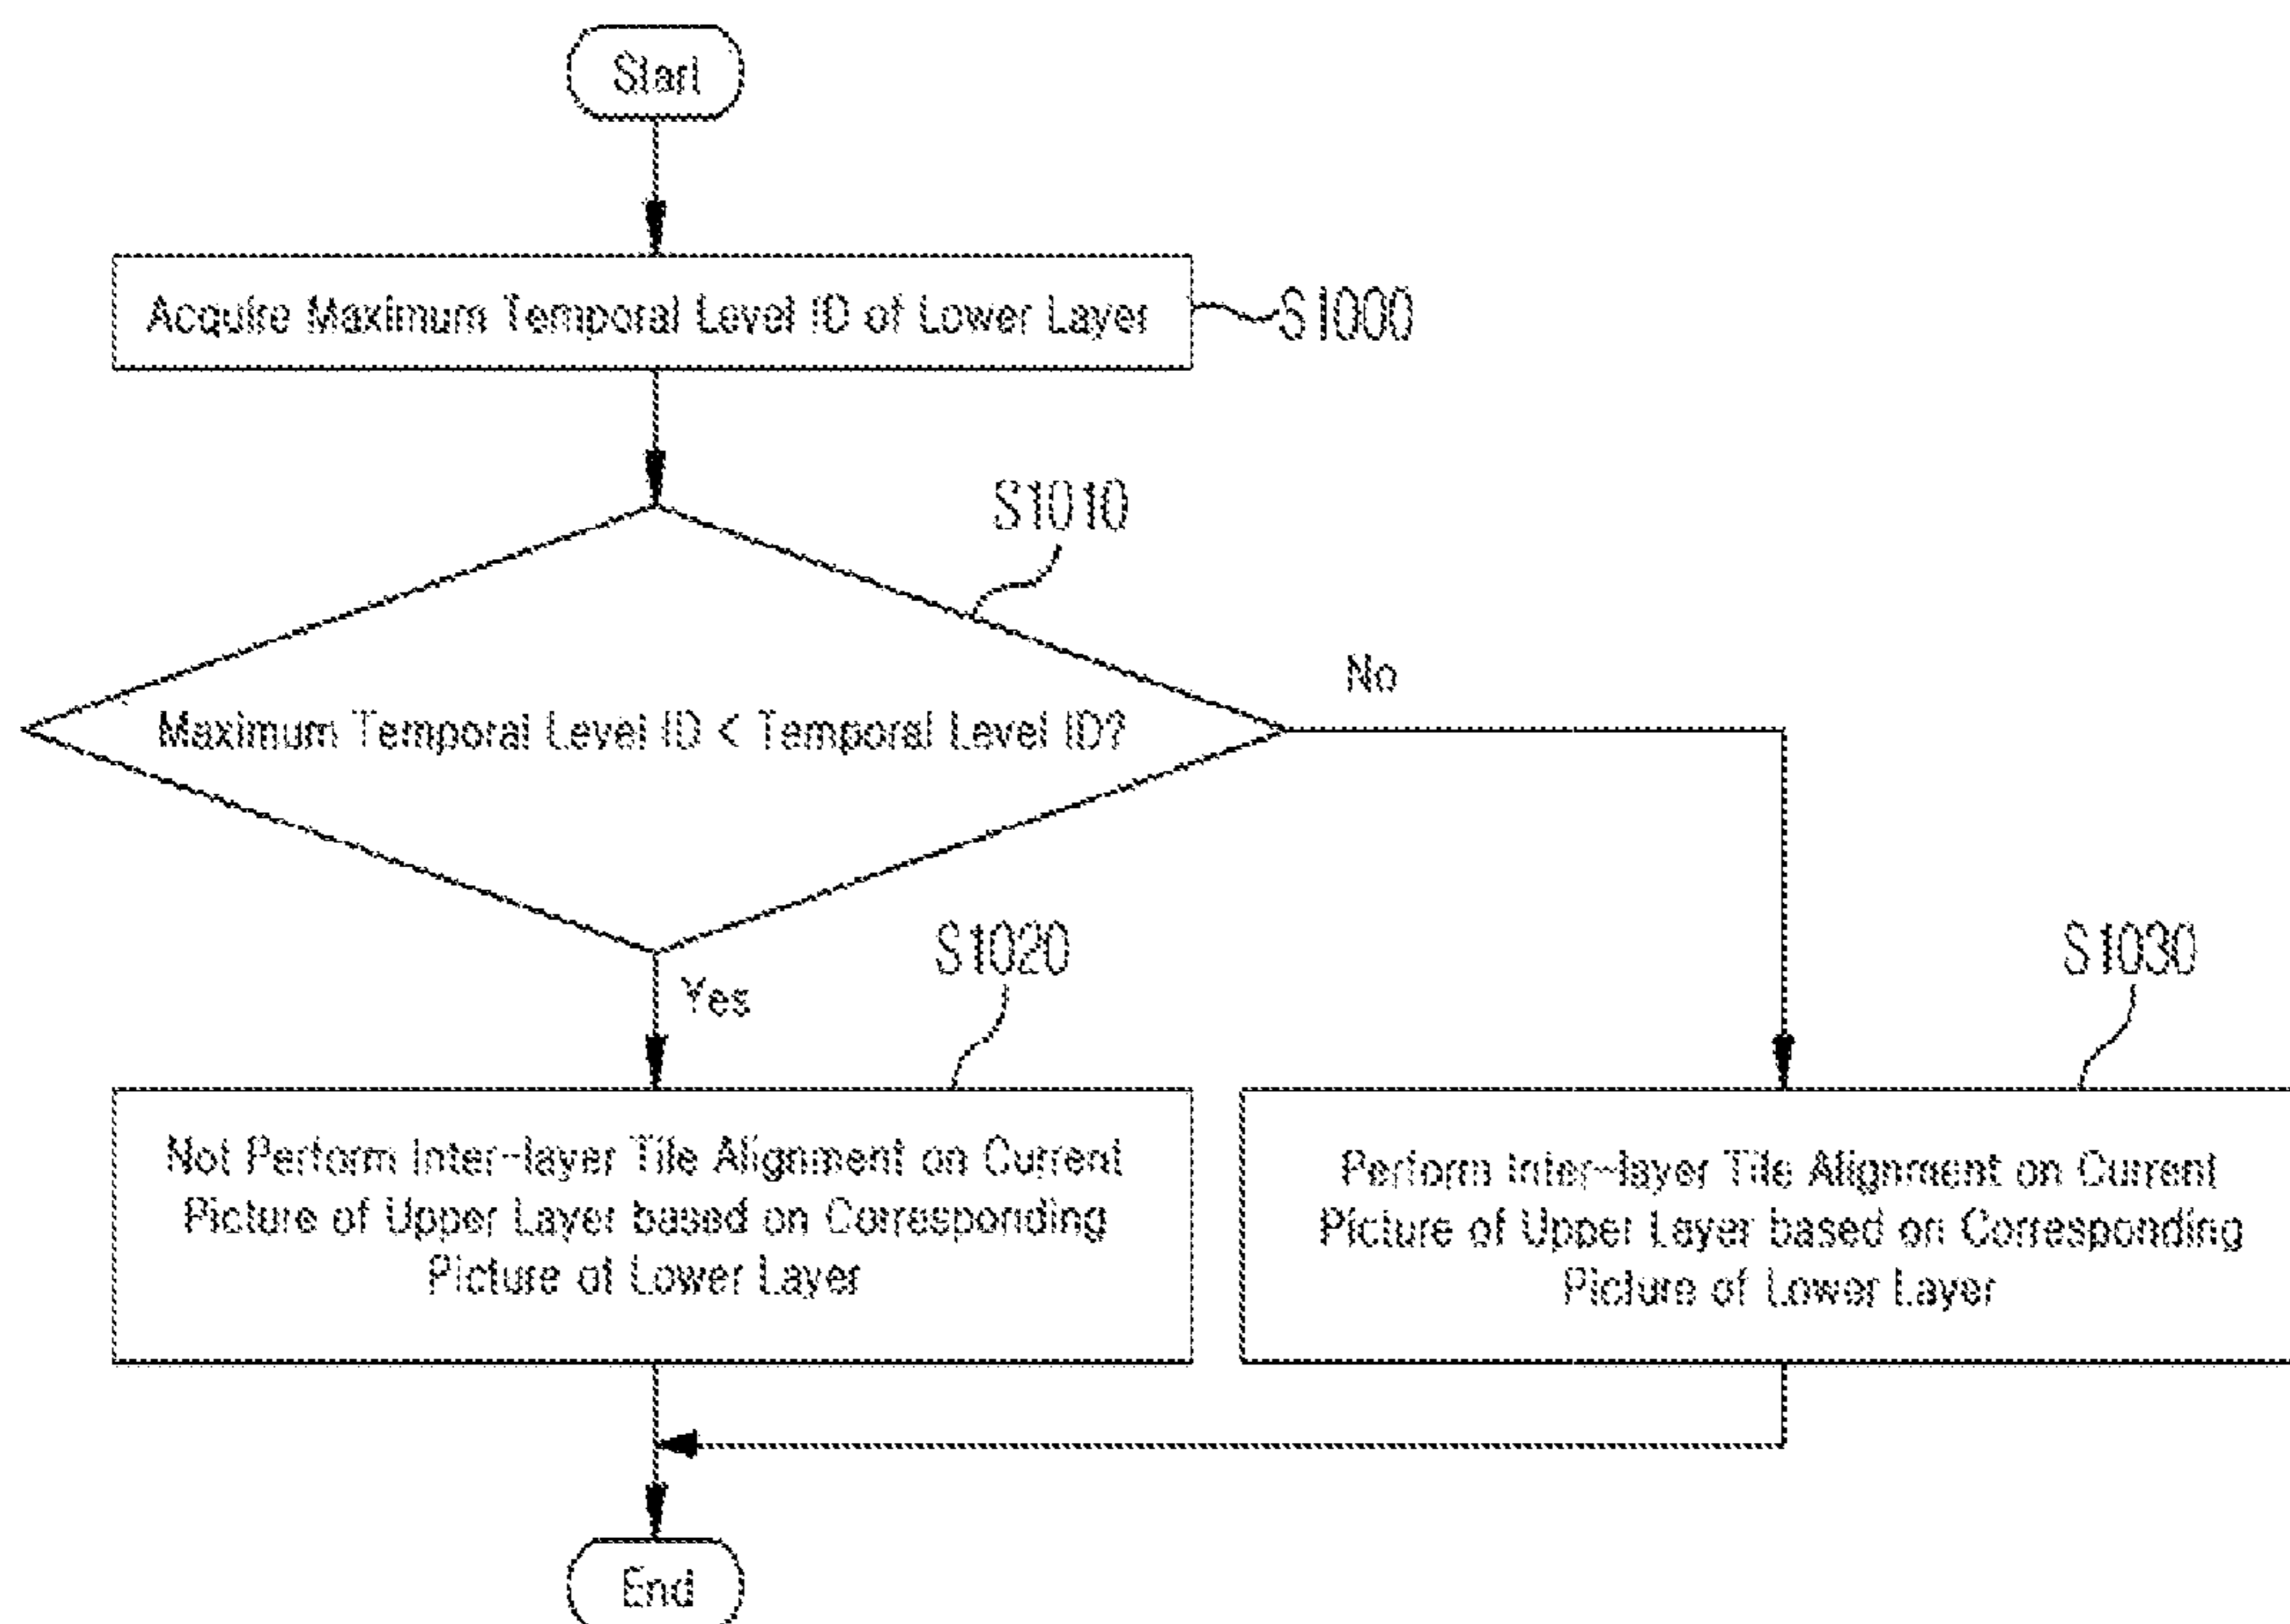 Start
Acquire Maximum Temporal Level ID of Lower Layer
S1000
S1010
Maximum Temporal Level ID < Temporal Level ID?
No
Yes
S1020
S1030
Not Perform Inter-layer Tile Alignment on Current
Picture of Upper Layer based on Corresponding
Picture of Lower Layer
Perform Inter-layer Tile Alignment on Current
Picture of Upper Layer based on Corresponding
Picture of Lower Layer
End